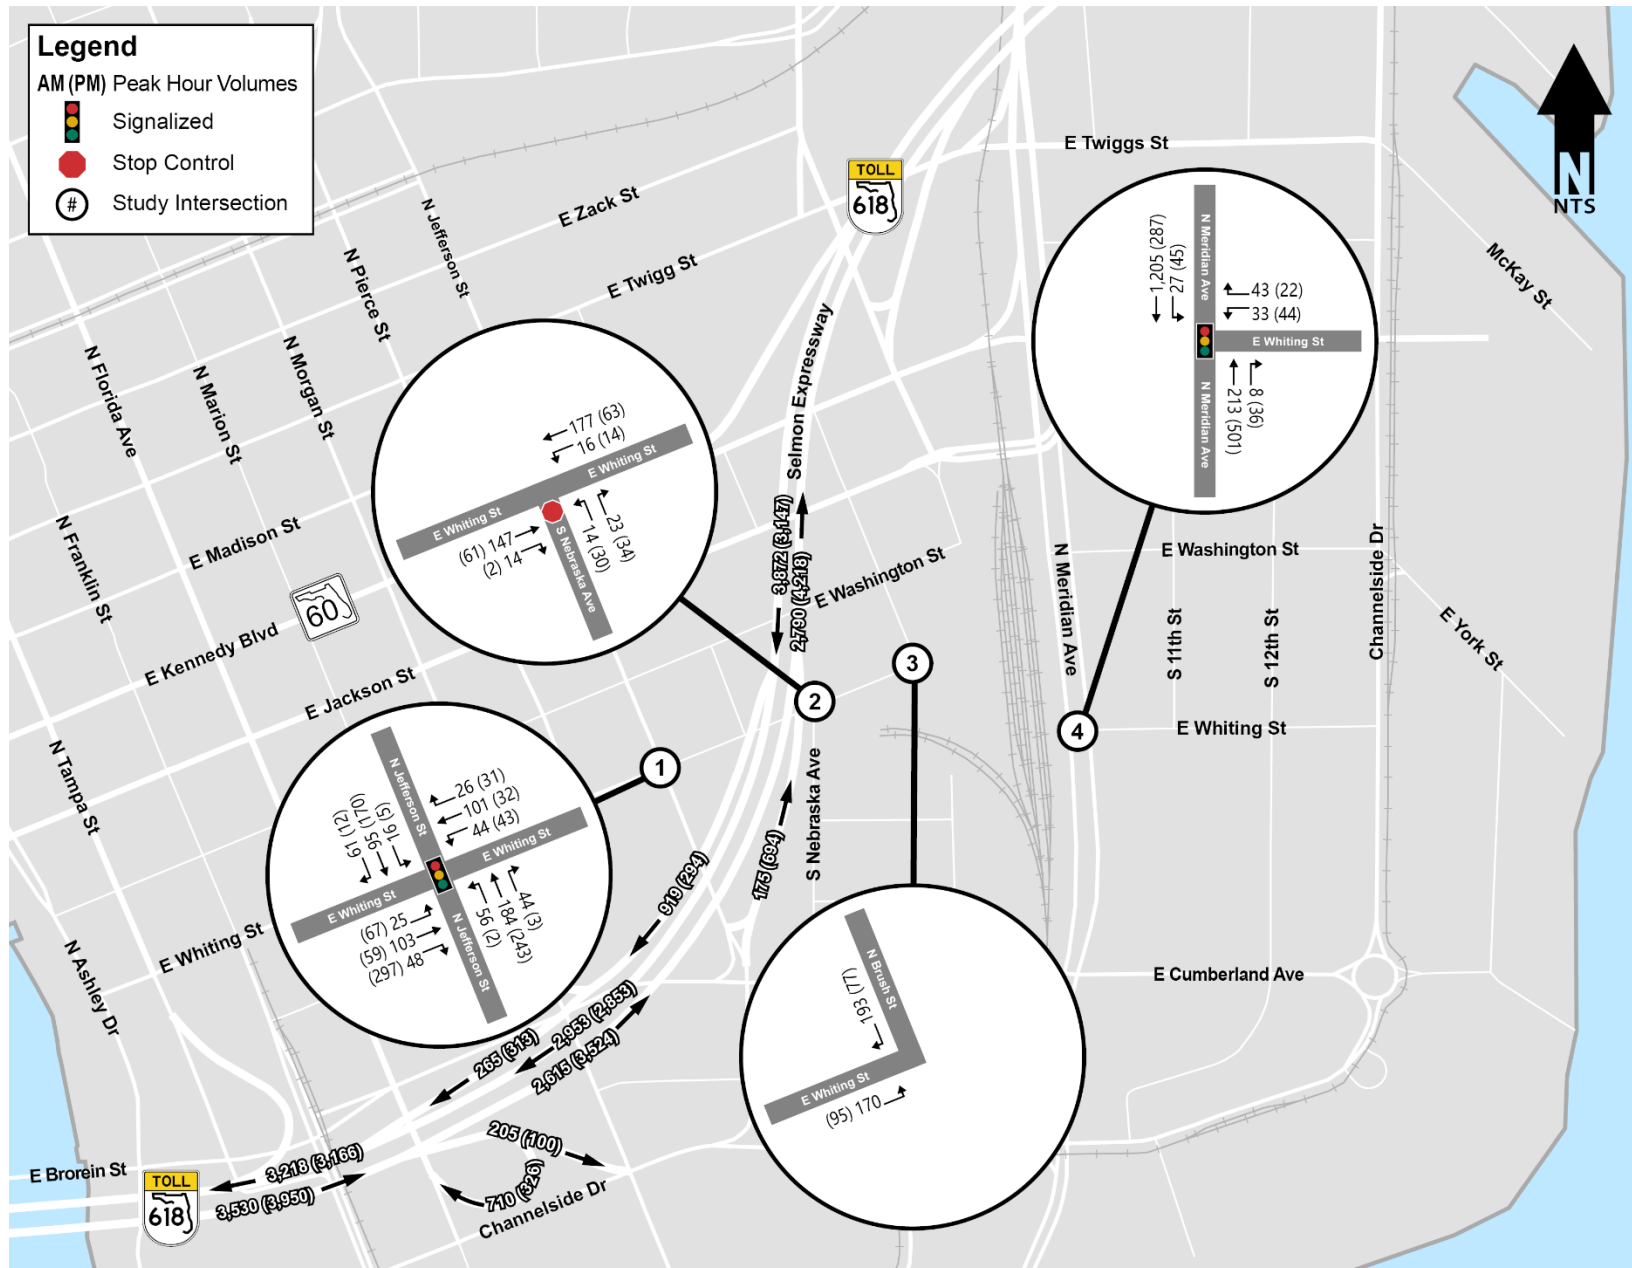 Legend
AM (PM) Peak Hour Volumes
Signalized
Stop Control
# Study Intersection
N
NTS
TOLL
618
E Twiggs St
E Zack St
E Twigg St
N Jefferson St
N Pierce St
N Morgan St
N Marion St
N Florida Ave
N Franklin St
E Madison St
60
E Kennedy Blvd
E Jackson St
N Tampa St
N Ashley Dr
E Whiting St
E Brorein St
TOLL
618
McKay St
Selmon Expressway
E Washington St
N Meridian Ave
E Washington St
S 11th St
S 12th St
Channelside Dr
E York St
E Whiting St
S Nebraska Ave
E Cumberland Ave
Channelside Dr
3,872 (3,147)
2,790 (4,218)
175 (694)
919 (294)
2,953 (2,853)
265 (313)
2,615 (3,524)
205 (100)
710 (326)
3,218 (3,166)
3,530 (3,950)
1
N Jefferson St
E Whiting St
E Whiting St
N Jefferson St
61 (12)
95 (170)
16 (5)
26 (31)
101 (32)
44 (43)
(67) 25
(59) 103
(297) 48
56 (2)
184 (243)
44 (3)
2
177 (63)
16 (14)
E Whiting St
E Whiting St
S Nebraska Ave
(61) 147
(2) 14
14 (30)
23 (34)
3
N Brush St
193 (77)
E Whiting St
(95) 170
4
N Meridian Ave
1,205 (287)
27 (45)
43 (22)
33 (44)
E Whiting St
N Meridian Ave
213 (501)
8 (36)